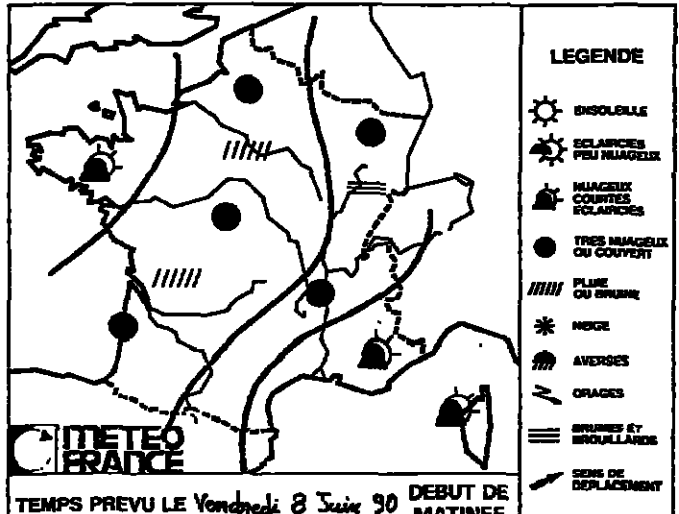 LEGENDE
ENSOLEILLE
ECLAIRCIES
PEU NUAGEUX
NUAGEUX
COURTES
ECLAIRCIES
TRES NUAGEUX
OU COUVERT
PLUIE
OU BRUINE
NEIGE
AVERSES
ORAGES
BRUMES ET
BROUILLARDS
SENS DE
DEPLACEMENT
METEO
FRANCE
TEMPS PREVU LE Vendredi 8 Juin 90 DEBUT DE
MATINEE